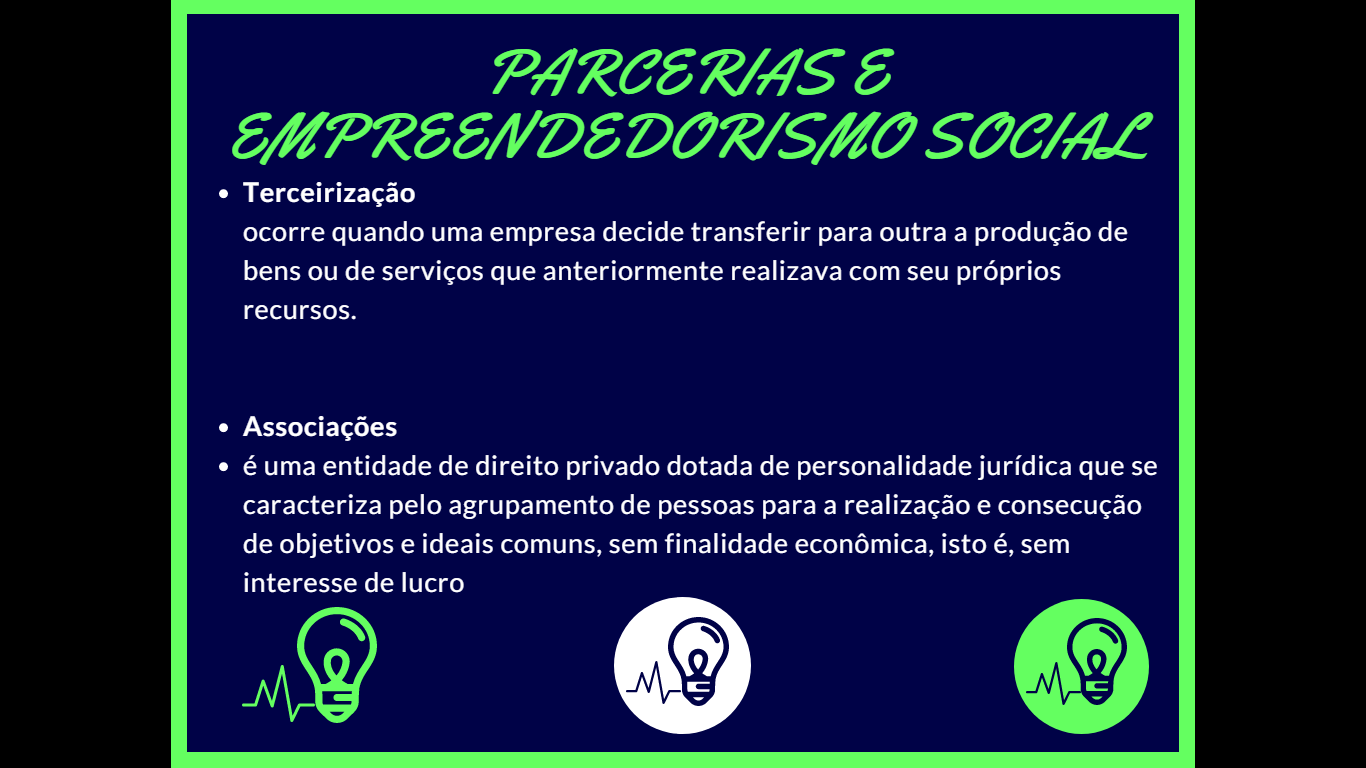 PARCERIAS E
EMPREENDEDORISMO SOCIAL
• Terceirização
ocorre quando uma empresa decide transferir para outra a produção de
bens ou de serviços que anteriormente realizava com seu próprios
recursos.
• Associações
• é uma entidade de direito privado dotada de personalidade jurídica que se
caracteriza pelo agrupamento de pessoas para a realização e consecução
de objetivos e ideais comuns, sem finalidade econômica, isto é, sem
interesse de lucro